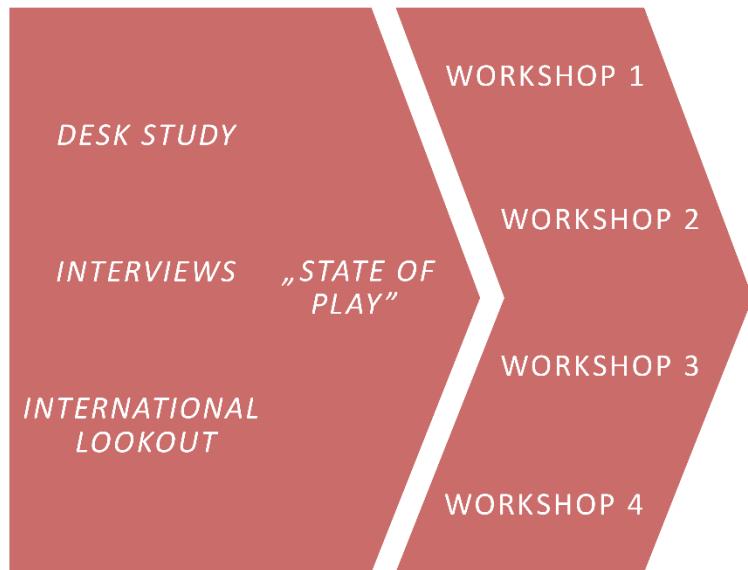 DESK STUDY
INTERVIEWS
INTERNATIONAL
LOOKOUT
„STATE OF
PLAY”
WORKSHOP 1
WORKSHOP 2
WORKSHOP 3
WORKSHOP 4